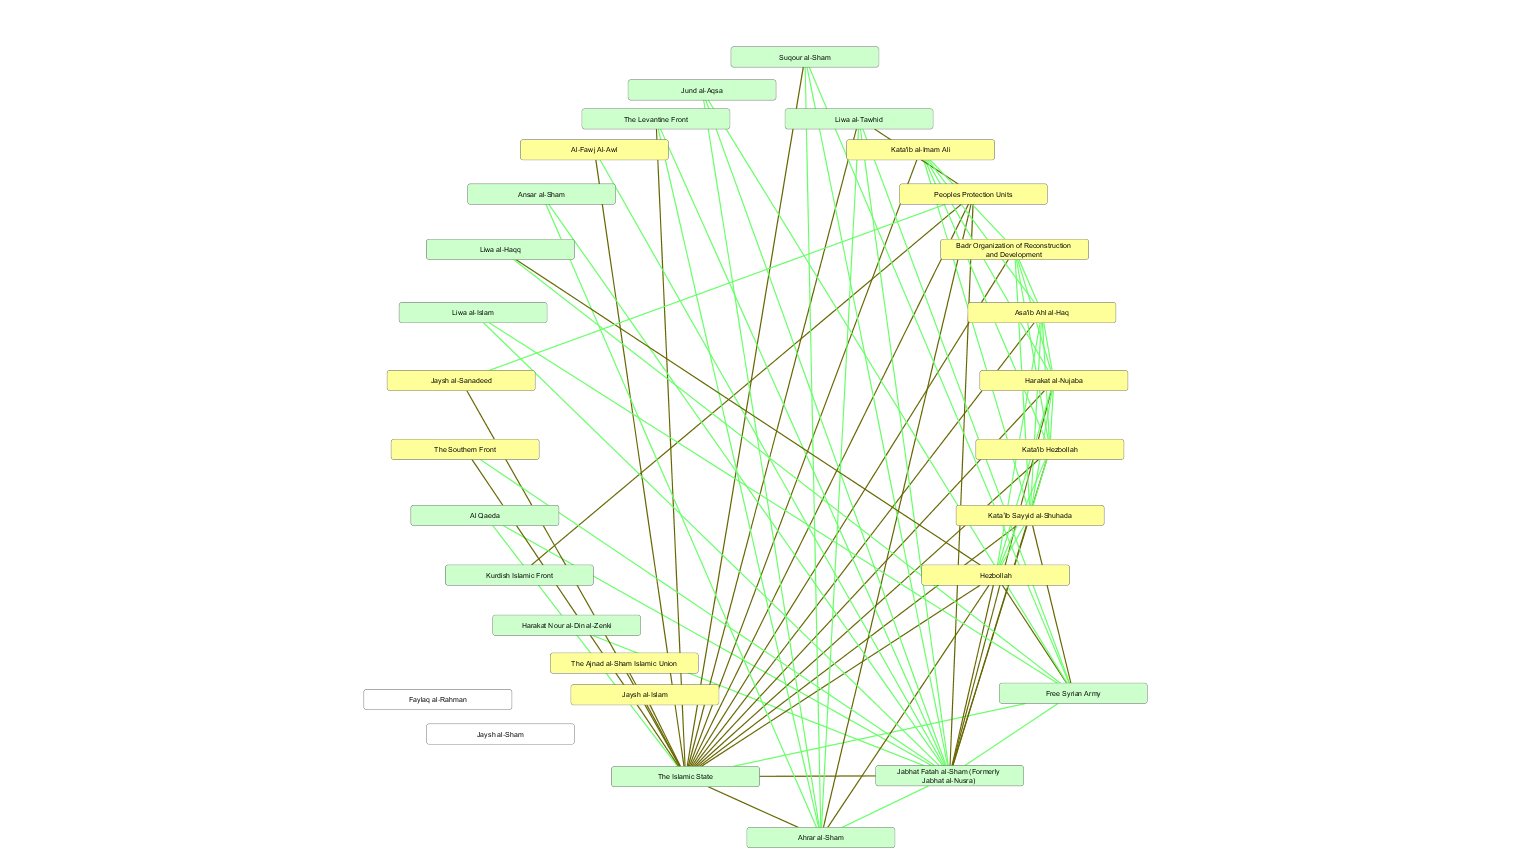 Suqour al-Sham
Jund al-Aqsa
The Levantine Front
Liwa al-Tawhid
Al-Fawj Al-Awl
Kata'ib al-Imam Ali
Ansar al-Sham
Peoples Protection Units
Liwa al-Haqq
Badr Organization of Reconstruction
and Development
Liwa al-Islam
Asa'ib Ahl al-Haq
Jaysh al-Sanadeed
Harakat al-Nujaba
The Southern Front
Kata'ib Hezbollah
Al Qaeda
Kata'ib Sayyid al-Shuhada
Kurdish Islamic Front
Hezbollah
Harakat Nour al-Din al-Zenki
The Ajnad al-Sham Islamic Union
Jaysh al-Islam
Free Syrian Army
Faylaq al-Rahman
Jaysh al-Sham
The Islamic State
Jabhat Fatah al-Sham (Formerly
Jabhat al-Nusra)
Ahrar al-Sham